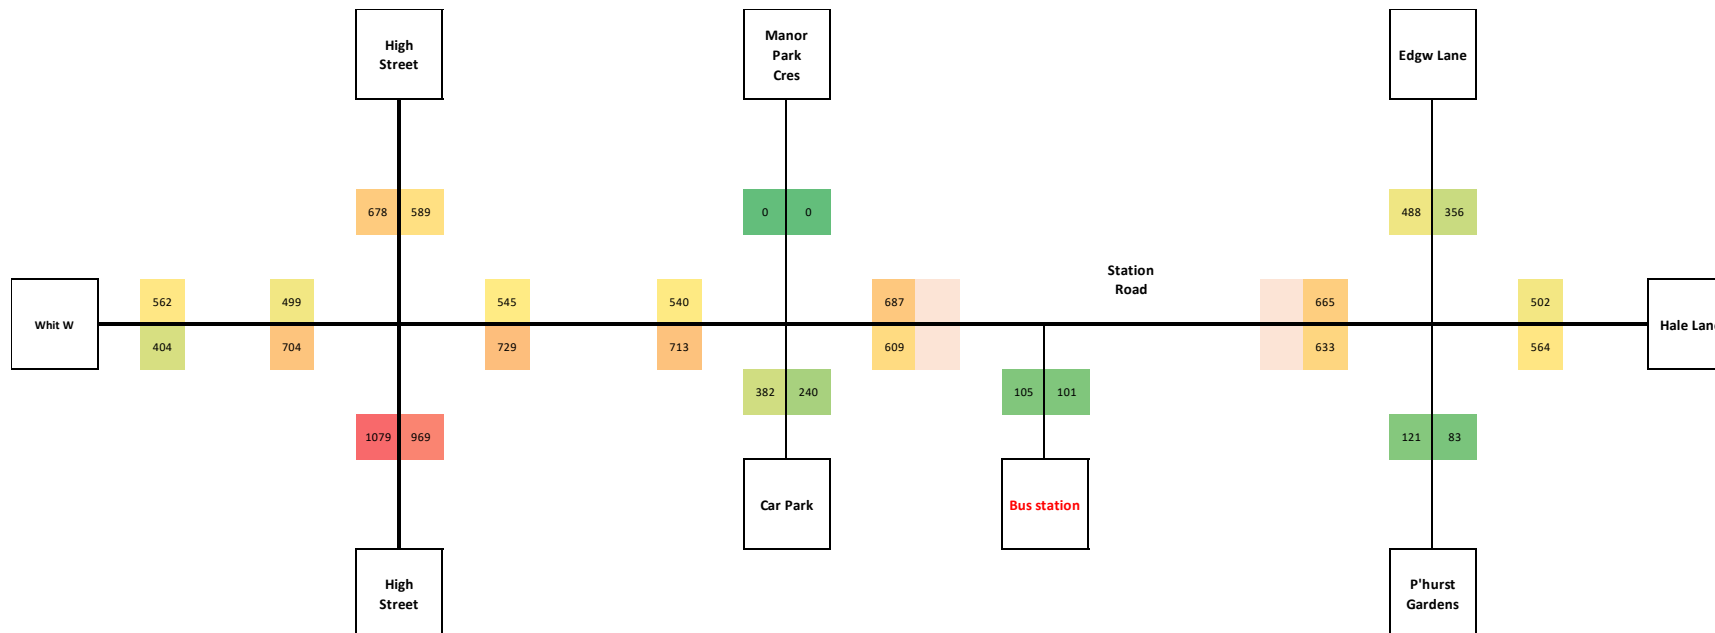 High
Street
Manor
Park
Cres
Edgw Lane
678 589
0 0
488 356
Station
Road
562 499 545 540 687 665 502
Whit W
Hale Lane
404 704 729 713 609 633 564
382 240
105 101
1079 969
121 83
Car Park
Bus station
High
Street
P'hurst
Gardens